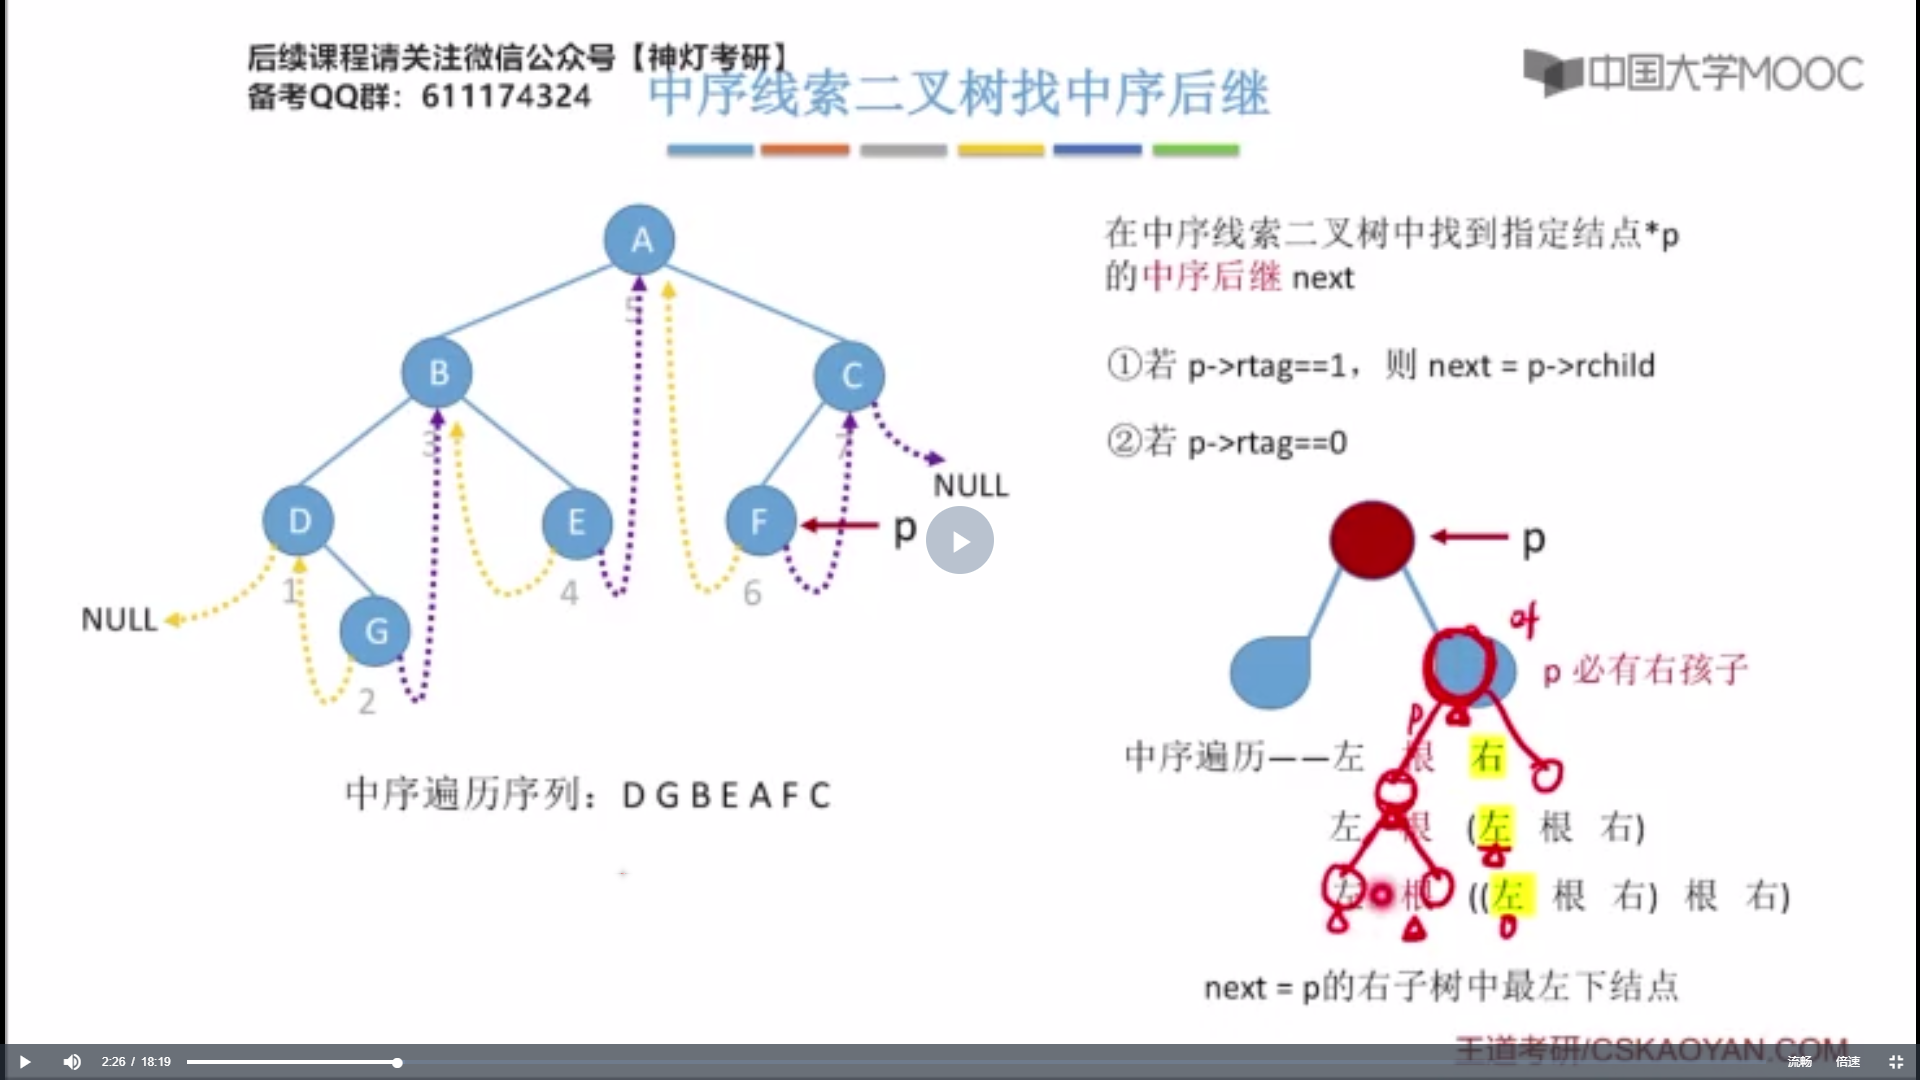 后续课程请关注微信公众号【神灯考研】
备考QQ群：611174324
中序线索二叉树找中序后继
中国大学MOOC
A
5
B
C
3
7
NULL
D
E
F
p
1
4
6
NULL
G
2
中序遍历序列：D G B E A F C
在中序线索二叉树中找到指定结点*p
的中序后继 next
①若 p->rtag==1，则 next = p->rchild
②若 p->rtag==0
p
p 必有右孩子
p
中序遍历——左 根 右
左 根 (左 根 右)
左 根 ((左 根 右) 根 右)
next = p的右子树中最左下结点
王道考研/CSKAOYAN.COM
2:26 / 18:19
流畅 倍速